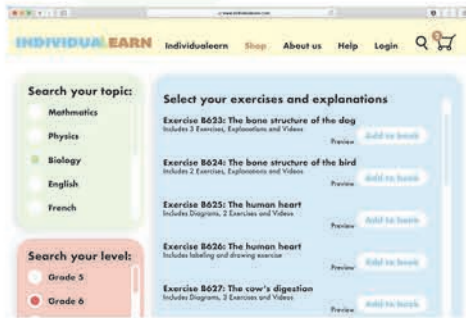 www.individualearn.com
INDIVIDUALEARN
Individualearn Shop About us Help Login
Search your topic:
Mathmatics
Physics
Biology
English
French
Search your level:
Grade 5
Grade 6
Select your exercises and explanations
Exercise B623: The bone structure of the dog
Includes 3 Exercises, Explanations and Videos
Preview Add to book
Exercise B624: The bone structure of the bird
Includes 2 Exercises, Explanations and Videos
Preview Add to book
Exercise B625: The human heart
Includes Diagrams, 2 Exercises and Videos
Preview Add to book
Exercise B626: The human heart
Includes labeling and drawing exercise
Preview Add to book
Exercise B627: The cow's digestion
Includes Diagrams, 3 Exercises and Videos
Preview Add to book